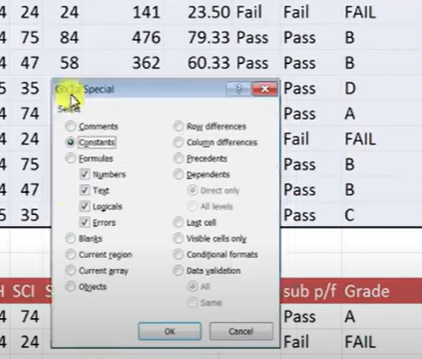 4 24 24 141 23.50 Fail Fail FAIL
4 75 84 476 79.33 Pass Pass B
4 47 58 362 60.33 Pass Pass B
5 35 Pass D
4 74 Pass A
4 24 Fail FAIL
4 75 Pass B
4 47 Pass B
5 35 Pass C
Go To Special
Select
Comments Row differences
Constants Column differences
Formulas Precedents
Numbers Dependents
Text Direct only
Logicals All levels
Errors Last cell
Blanks Visible cells only
Current region Conditional formats
Current array Data validation
Objects All
Same
OK Cancel
H SCI S sub p/f Grade
4 74 Pass A
4 24 Fail FAIL